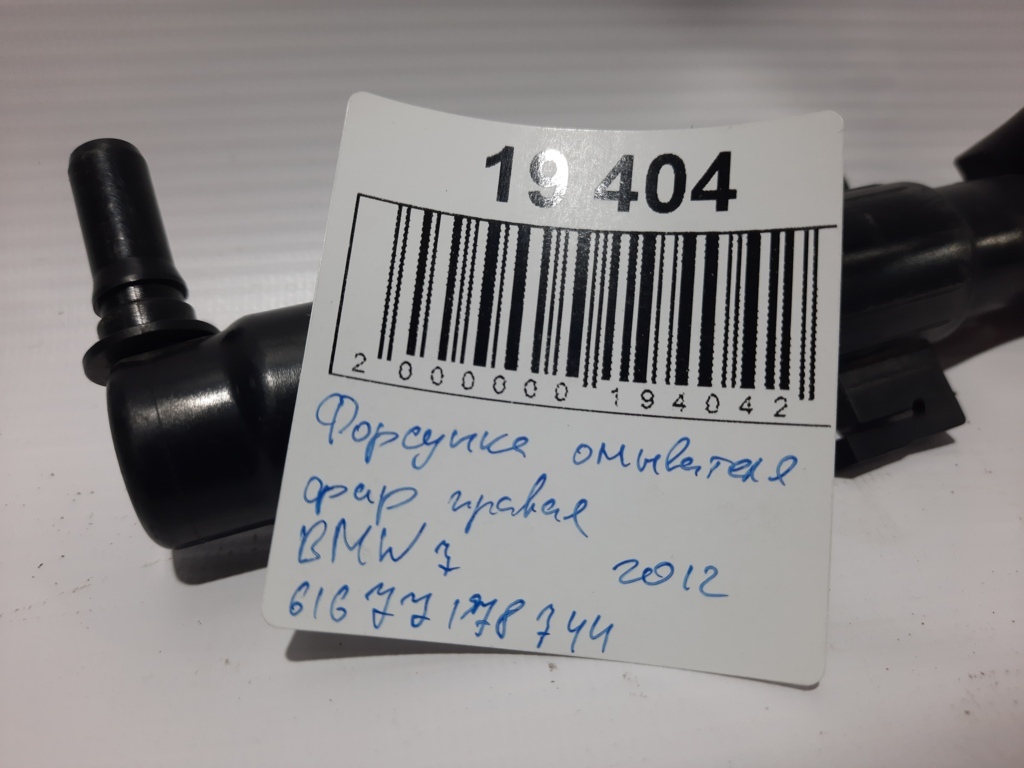 19 404
2 000000 194042
Форсунка омывателя
фар правая
BMW 7 2012
61677178744